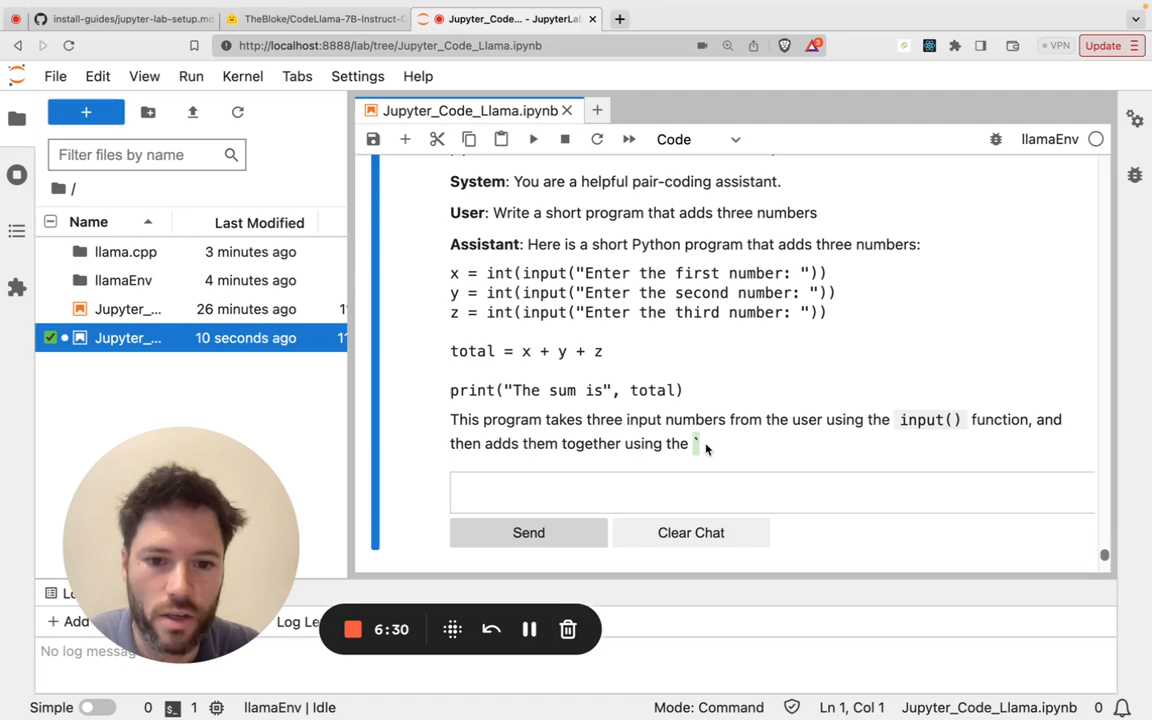 install-guides/jupyter-lab-setup.md
TheBloke/CodeLlama-7B-Instruct-
Jupyter_Code... - JupyterLab
http://localhost:8888/lab/tree/Jupyter_Code_Llama.ipynb
VPN
Update
File Edit View Run Kernel Tabs Settings Help
Jupyter_Code_Llama.ipynb
Filter files by name
Code
llamaEnv
/
Name
Last Modified
llama.cpp 3 minutes ago
llamaEnv 4 minutes ago
Jupyter_... 26 minutes ago
Jupyter_... 10 seconds ago
System: You are a helpful pair-coding assistant.
User: Write a short program that adds three numbers
Assistant: Here is a short Python program that adds three numbers:
x = int(input("Enter the first number: "))
y = int(input("Enter the second number: "))
z = int(input("Enter the third number: "))
total = x + y + z
print("The sum is", total)
This program takes three input numbers from the user using the input() function, and
then adds them together using the `
Send
Clear Chat
Add
Log Le
6:30
No log messag
Simple 0 1 llamaEnv | Idle
Mode: Command Ln 1, Col 1 Jupyter_Code_Llama.ipynb 0